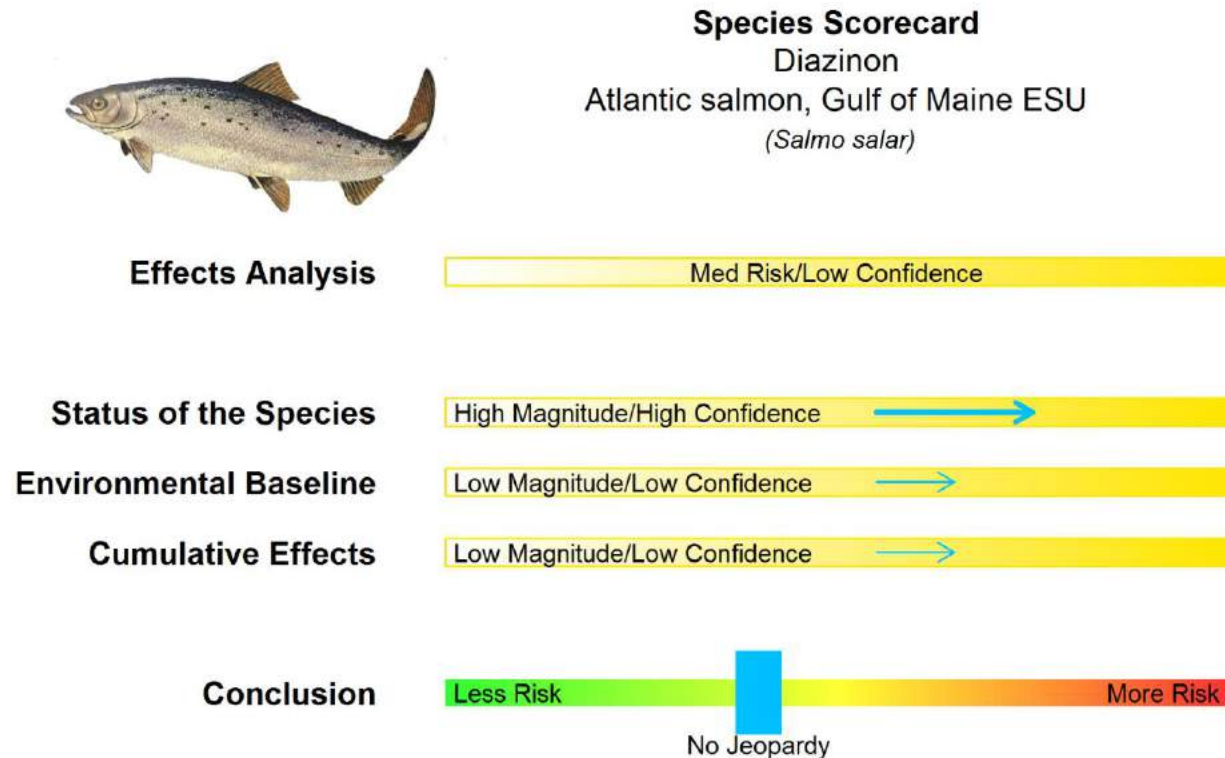 Species Scorecard
Diazinon
Atlantic salmon, Gulf of Maine ESU
(Salmo salar)
Effects Analysis
Med Risk/Low Confidence
Status of the Species
High Magnitude/High Confidence
Environmental Baseline
Low Magnitude/Low Confidence
Cumulative Effects
Low Magnitude/Low Confidence
Conclusion
Less Risk
More Risk
No Jeopardy